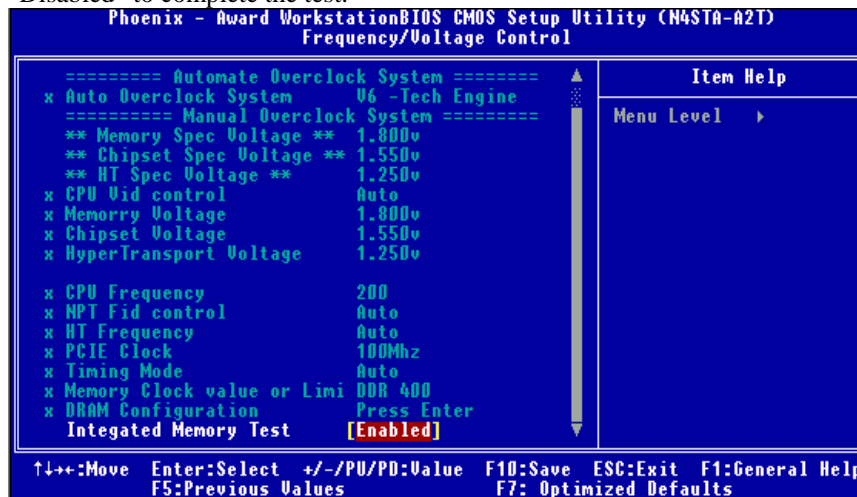 "Disabled" to complete the test.
Phoenix - Award WorkstationBIOS CMOS Setup Utility (N4STA-A2T)
Frequency/Voltage Control
========= Automate Overclock System ========
x Auto Overclock System V6 -Tech Engine
========= Manual Overclock System =========
** Memory Spec Voltage ** 1.800v
** Chipset Spec Voltage ** 1.550v
** HT Spec Voltage ** 1.250v
x CPU Vid control Auto
x Memorry Voltage 1.800v
x Chipset Voltage 1.550v
x HyperTransport Voltage 1.250v
x CPU Frequency 200
x NPT Fid control Auto
x HT Frequency Auto
x PCIE Clock 100Mhz
x Timing Mode Auto
x Memory Clock value or Limi DDR 400
x DRAM Configuration Press Enter
Integated Memory Test [Enabled]
Item Help
Menu Level ▸
↑↓→←:Move Enter:Select +/-/PU/PD:Value F10:Save ESC:Exit F1:General Help
F5:Previous Values F7: Optimized Defaults